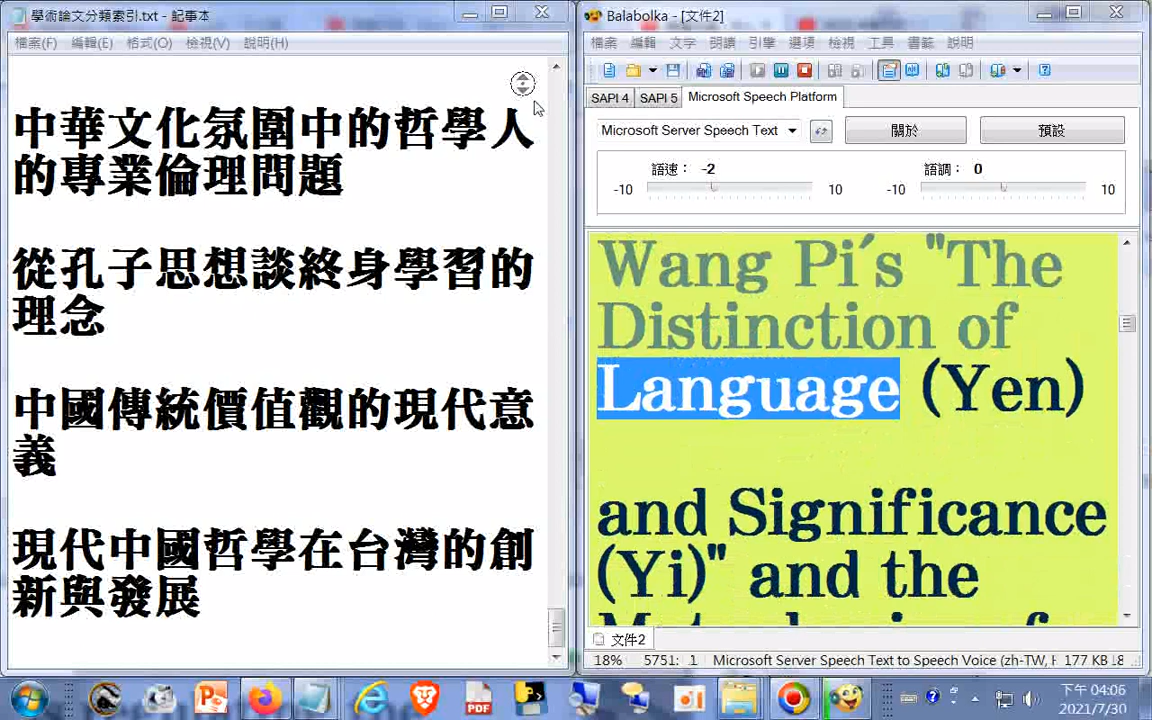 學術論文分類索引.txt - 記事本
檔案(F) 編輯(E) 格式(O) 檢視(V) 說明(H)
中華文化氛圍中的哲學人
的專業倫理問題
從孔子思想談終身學習的
理念
中國傳統價值觀的現代意
義
現代中國哲學在台灣的創
新與發展
Balabolka - [文件2]
檔案 編輯 文字 朗讀 引擎 選項 檢視 工具 書籤 說明
SAPI 4 SAPI 5 Microsoft Speech Platform
Microsoft Server Speech Text 關於 預設
語速： -2 語調： 0
-10 10 -10 10
Wang Pi´s "The
Distinction of
Language (Yen)
and Significance
(Yi)" and the
文件2
18% 5751: 1 Microsoft Server Speech Text to Speech Voice (zh-TW, 177 KB
PDF
下午 04:06
2021/7/30